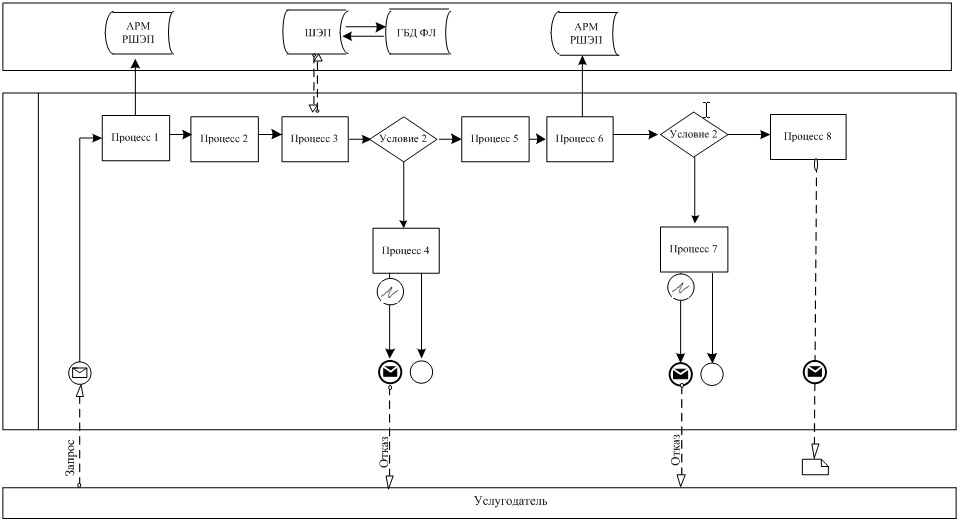 АРМ
РШЭП
ШЭП
ГБД ФЛ
АРМ
РШЭП
Процесс 1
Процесс 2
Процесс 3
Условие 2
Процесс 5
Процесс 6
Условие 2
Процесс 8
Процесс 4
Процесс 7
Запрос
Отказ
Отказ
Услугодатель